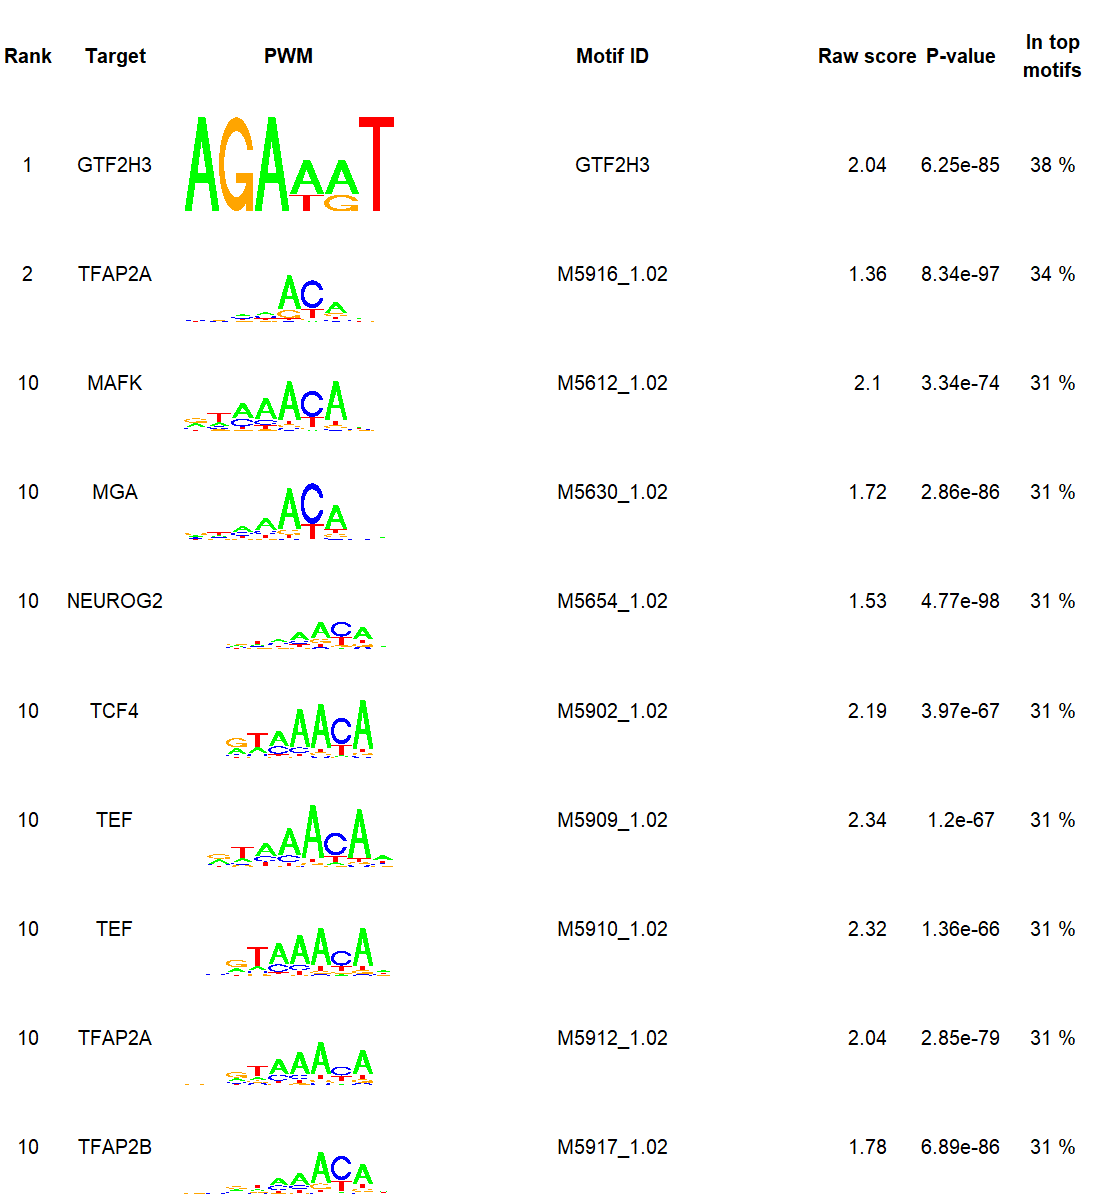 Rank Target PWM Motif ID Raw score P-value In top motifs
1 GTF2H3 AGAAAT TG GTF2H3 2.04 6.25e-85 38 %
2 TFAP2A ACA M5916_1.02 1.36 8.34e-97 34 %
10 MAFK TAAACA M5612_1.02 2.1 3.34e-74 31 %
10 MGA AACA M5630_1.02 1.72 2.86e-86 31 %
10 NEUROG2 AACA M5654_1.02 1.53 4.77e-98 31 %
10 TCF4 GTAAACA M5902_1.02 2.19 3.97e-67 31 %
10 TEF GTAAACA M5909_1.02 2.34 1.2e-67 31 %
10 TEF GTAAACA M5910_1.02 2.32 1.36e-66 31 %
10 TFAP2A GTAAACA M5912_1.02 2.04 2.85e-79 31 %
10 TFAP2B AAACA M5917_1.02 1.78 6.89e-86 31 %